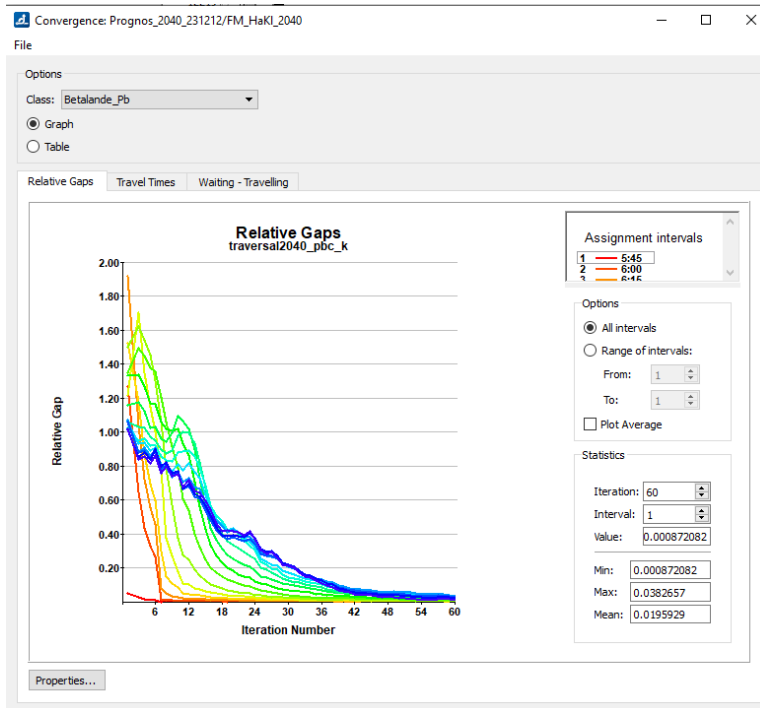 Convergence: Prognos_2040_231212/FM_HaKI_2040
File
Options
Class: Betalande_Pb
Graph
Table
Relative Gaps
Travel Times
Waiting - Travelling
Relative Gaps
traversal2040_pbc_k
2.00
1.80
1.60
1.40
1.20
1.00
0.80
0.60
0.40
0.20
Relative Gap
6 12 18 24 30 36 42 48 54 60
Iteration Number
Assignment intervals
1 5:45
2 6:00
3 6:15
Options
All intervals
Range of intervals:
From: 1
To: 1
Plot Average
Statistics
Iteration: 60
Interval: 1
Value: 0.000872082
Min: 0.000872082
Max: 0.0382657
Mean: 0.0195929
Properties...